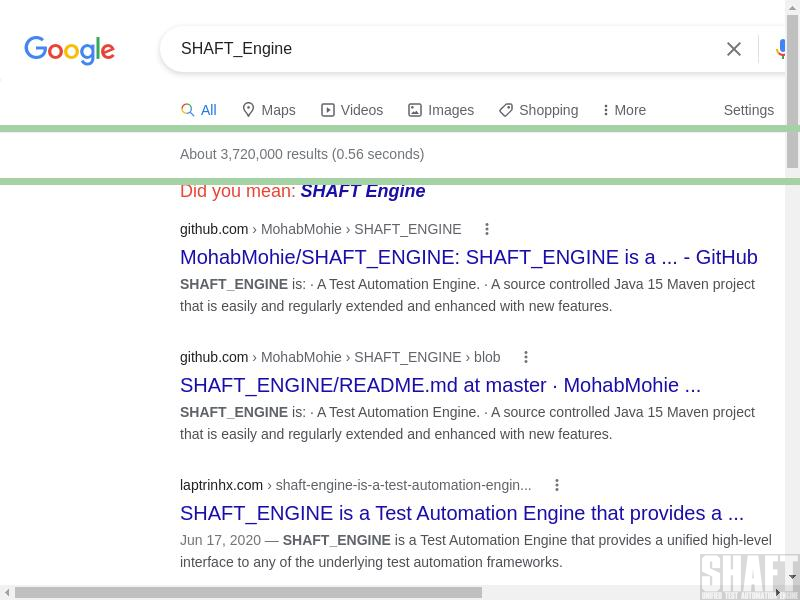 Google
SHAFT_Engine
All Maps Videos Images Shopping More Settings
About 3,720,000 results (0.56 seconds)
Did you mean: SHAFT Engine
github.com › MohabMohie › SHAFT_ENGINE
MohabMohie/SHAFT_ENGINE: SHAFT_ENGINE is a ... - GitHub
SHAFT_ENGINE is: · A Test Automation Engine. · A source controlled Java 15 Maven project
that is easily and regularly extended and enhanced with new features.
github.com › MohabMohie › SHAFT_ENGINE › blob
SHAFT_ENGINE/README.md at master · MohabMohie ...
SHAFT_ENGINE is: · A Test Automation Engine. · A source controlled Java 15 Maven project
that is easily and regularly extended and enhanced with new features.
laptrinhx.com › shaft-engine-is-a-test-automation-engin...
SHAFT_ENGINE is a Test Automation Engine that provides a ...
Jun 17, 2020 — SHAFT_ENGINE is a Test Automation Engine that provides a unified high-level
interface to any of the underlying test automation frameworks.
SHAFT